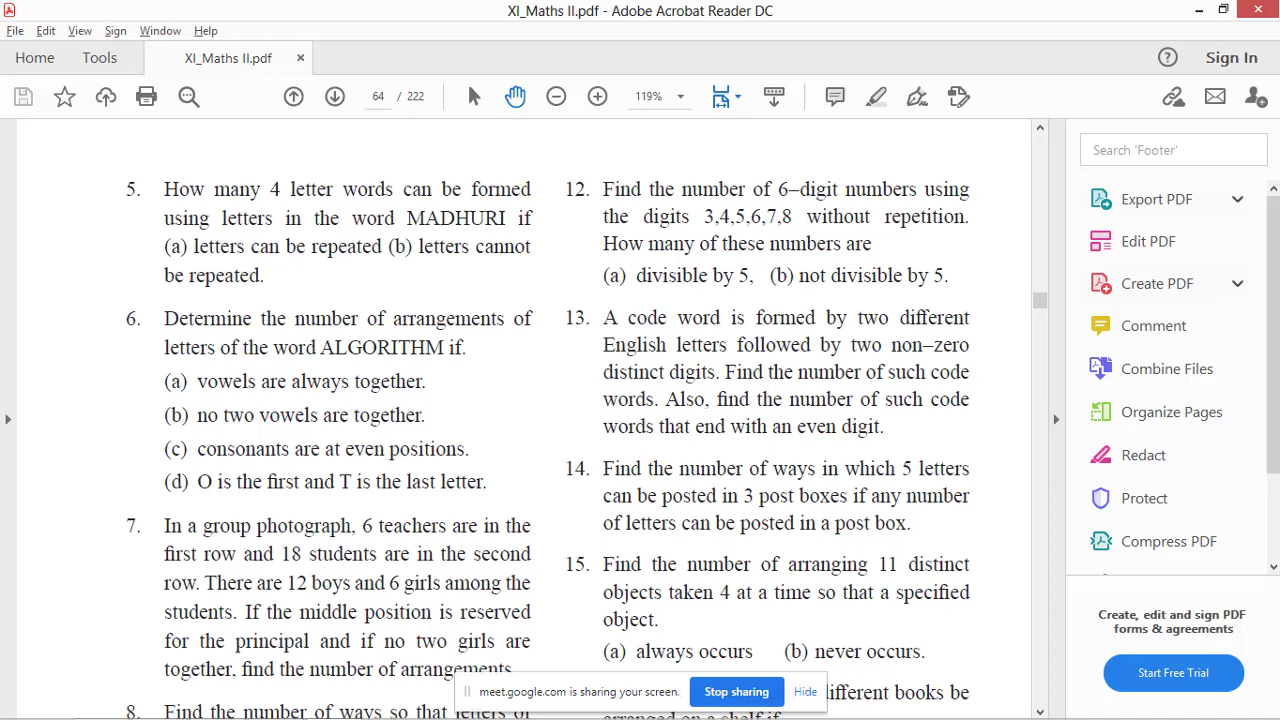 XI_Maths II.pdf - Adobe Acrobat Reader DC
File Edit View Window Help
Home Tools XI_Maths II.pdf × ? Sign In
64 / 222 119%
5. How many 4 letter words can be formed
using letters in the word MADHURI if
(a) letters can be repeated (b) letters cannot
be repeated.
6. Determine the number of arrangements of
letters of the word ALGORITHM if.
(a) vowels are always together.
(b) no two vowels are together.
(c) consonants are at even positions.
(d) O is the first and T is the last letter.
7. In a group photograph, 6 teachers are in the
first row and 18 students are in the second
row. There are 12 boys and 6 girls among the
students. If the middle position is reserved
for the principal and if no two girls are
together, find the number of arrangements.
8. Find the number of ways so that letters of
12. Find the number of 6–digit numbers using
the digits 3,4,5,6,7,8 without repetition.
How many of these numbers are
(a) divisible by 5, (b) not divisible by 5.
13. A code word is formed by two different
English letters followed by two non–zero
distinct digits. Find the number of such code
words. Also, find the number of such code
words that end with an even digit.
14. Find the number of ways in which 5 letters
can be posted in 3 post boxes if any number
of letters can be posted in a post box.
15. Find the number of arranging 11 distinct
objects taken 4 at a time so that a specified
object.
(a) always occurs (b) never occurs.
different books be
arranged on a shelf if
meet.google.com is sharing your screen. Stop sharing Hide
Search 'Footer'
Export PDF
Edit PDF
Create PDF
Comment
Combine Files
Organize Pages
Redact
Protect
Compress PDF
Create, edit and sign PDF
forms & agreements
Start Free Trial